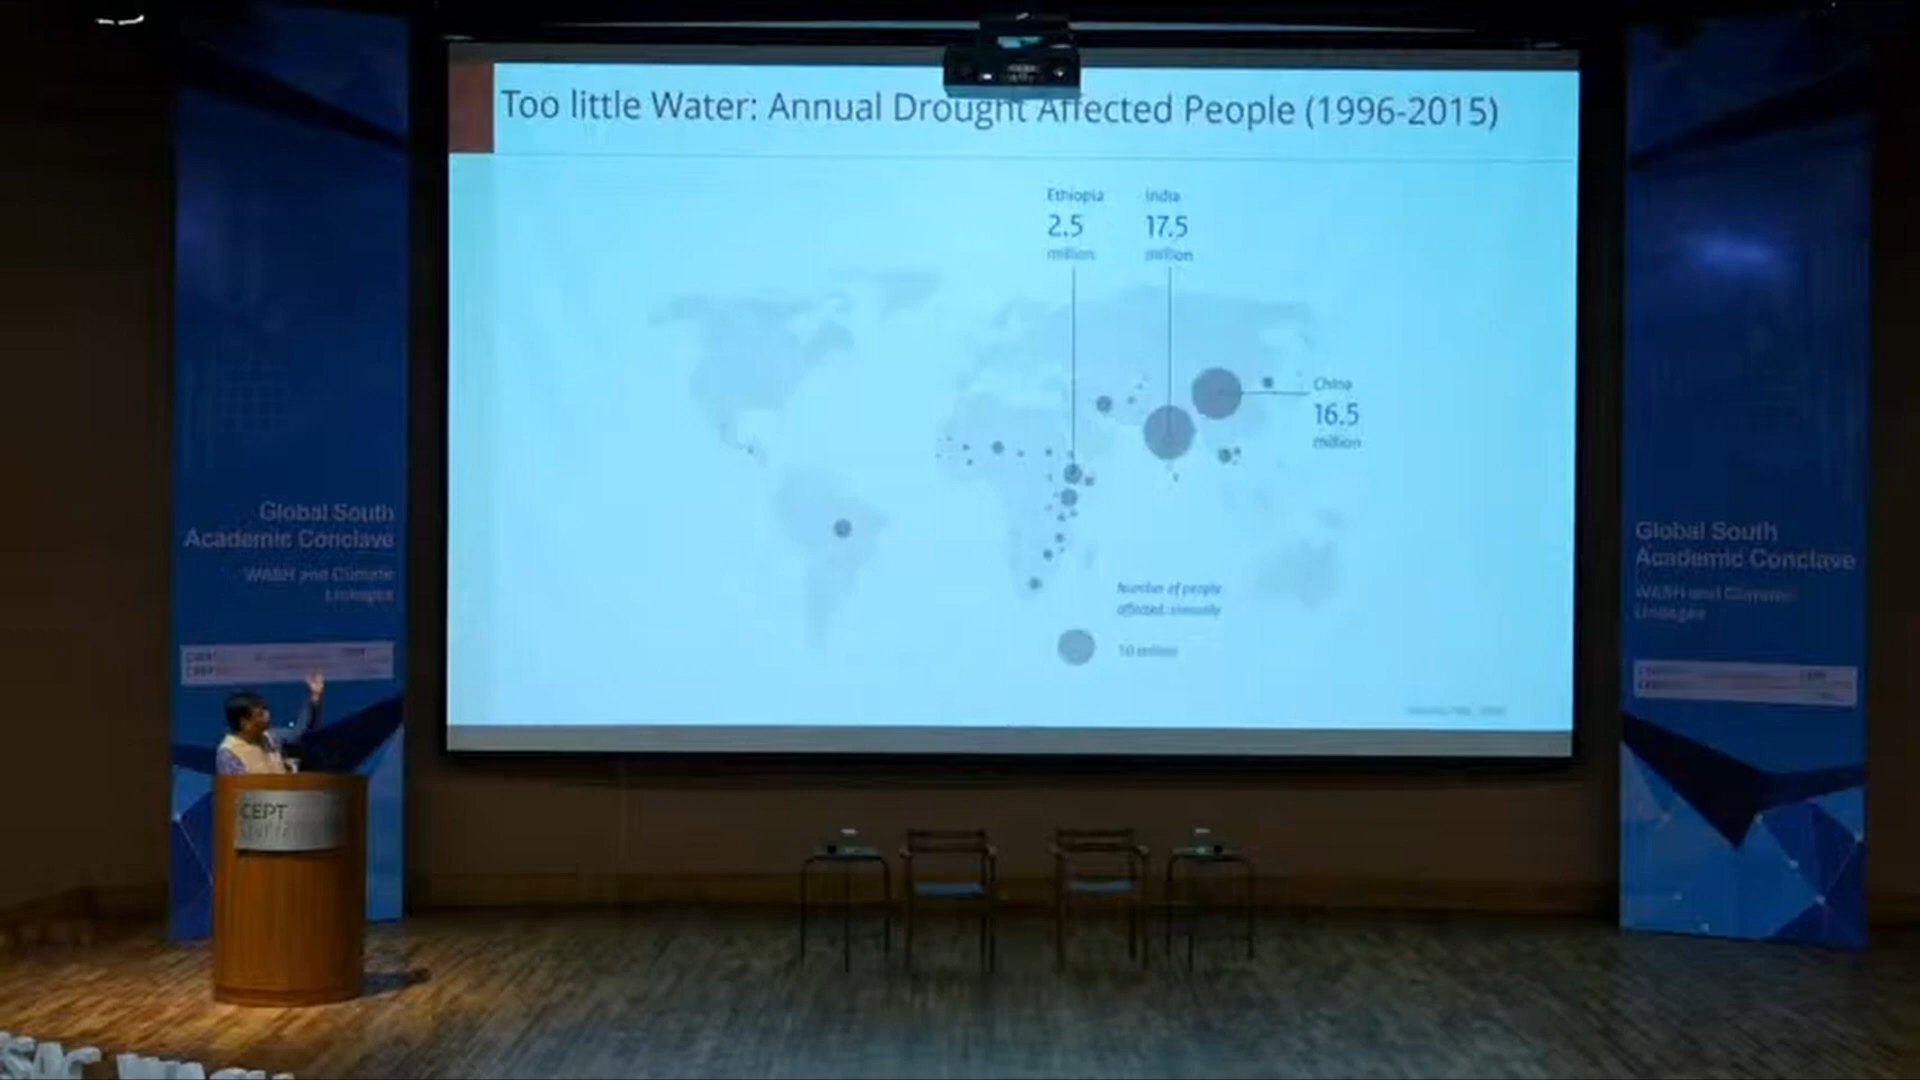 Too little Water: Annual Drought Affected People (1996-2015)
Ethiopia
2.5
million
India
17.5
million
China
16.5
million
Number of people
affected, annually
10 million
Global South
Academic Conclave
WASH and Climate
Linkages
Global South
Academic Conclave
WASH and Climate
Linkages
CEPT
UNIVERSITY